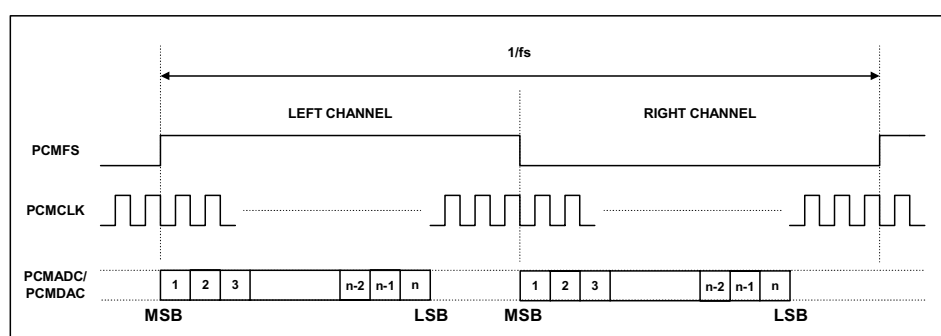 1/fs
LEFT CHANNEL RIGHT CHANNEL
PCMFS
PCMCLK
PCMADC/
PCMDAC
1 2 3 n-2 n-1 n 1 2 3 n-2 n-1 n
MSB LSB MSB LSB